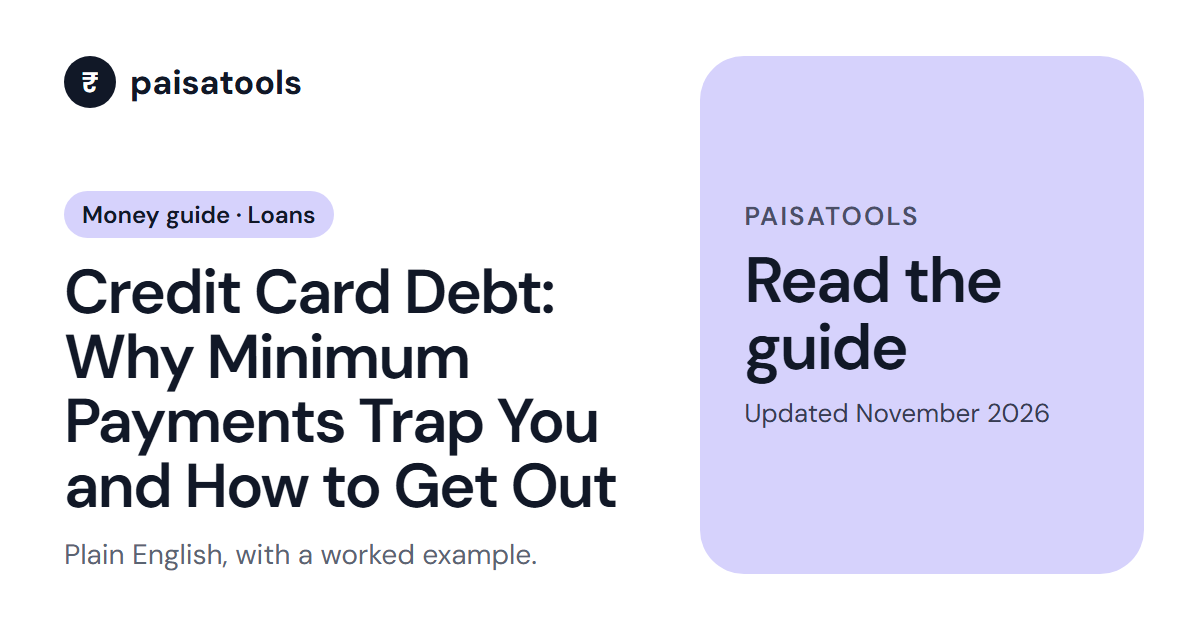 ₹ paisatools
Money guide · Loans
Credit Card Debt:
Why Minimum
Payments Trap You
and How to Get Out
Plain English, with a worked example.
PAISATOOLS
Read the
guide
Updated November 2026